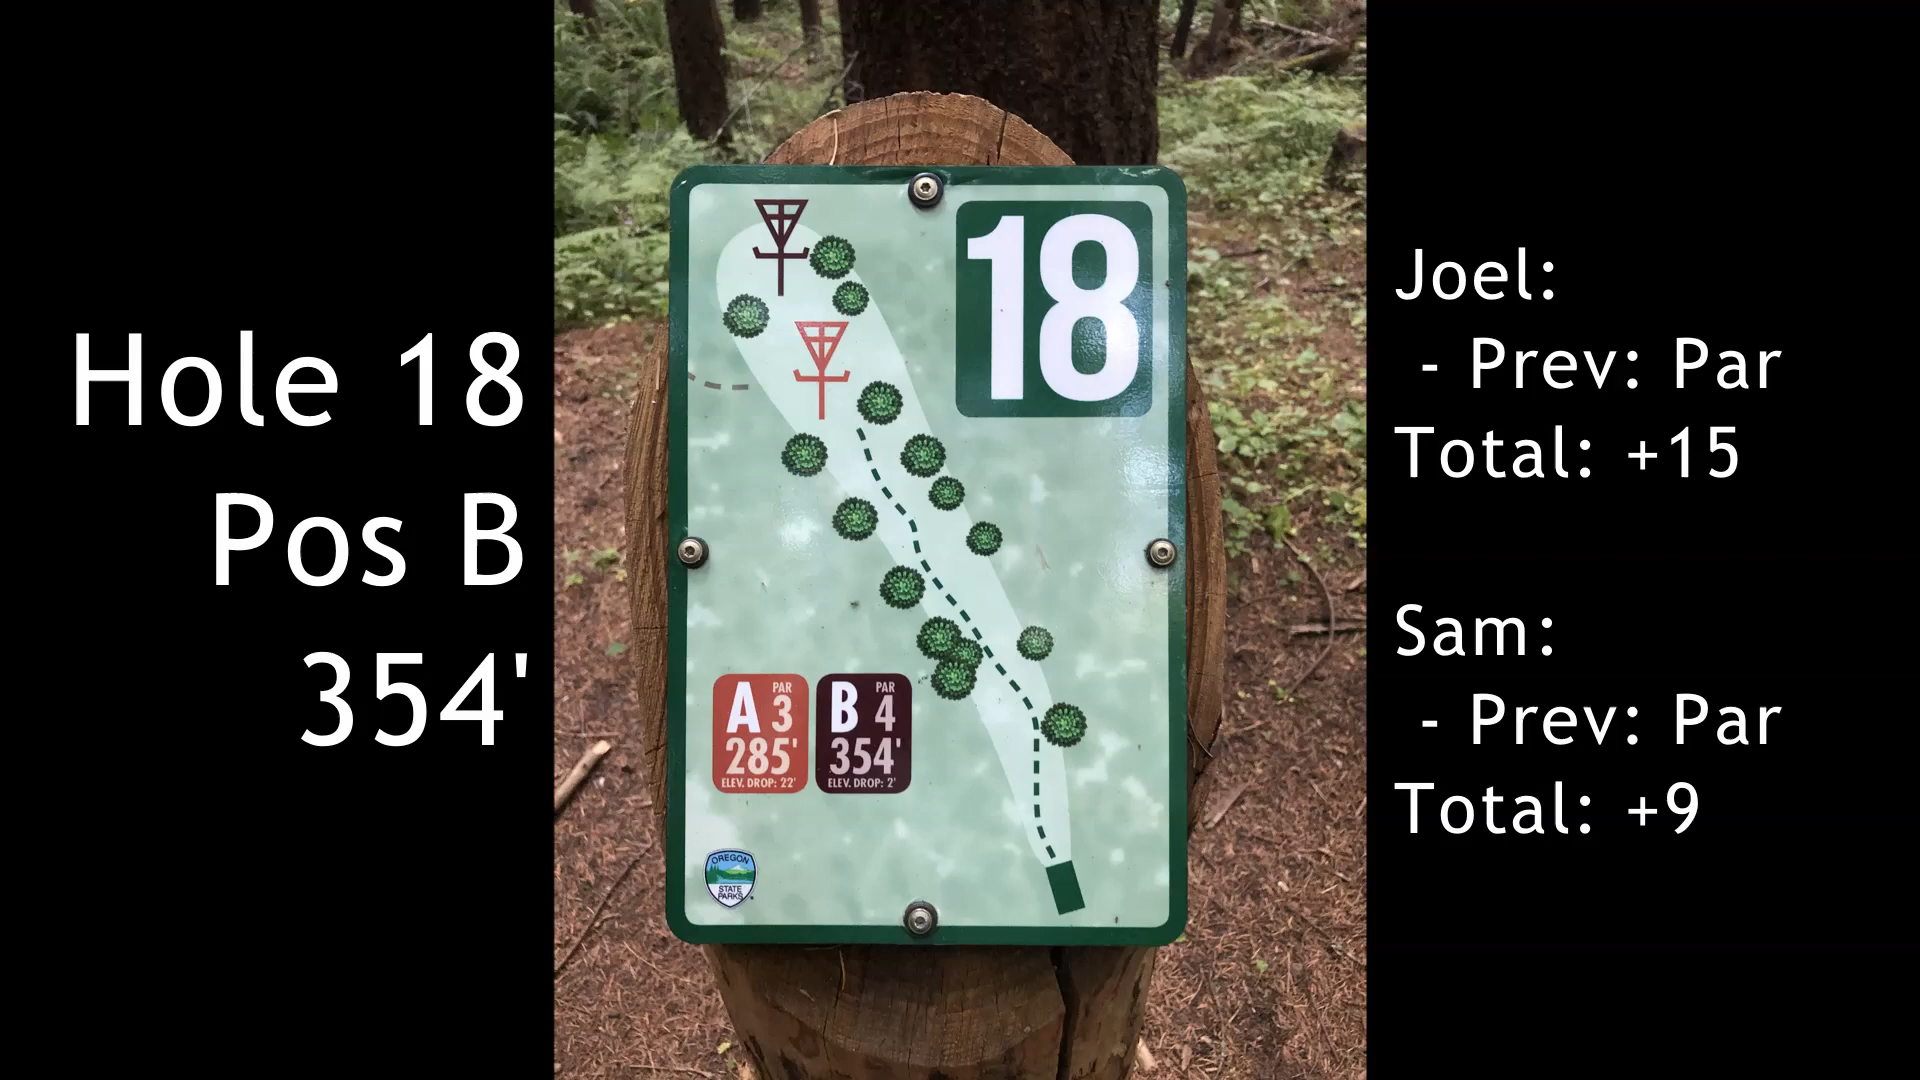 Hole 18
Pos B
354'
18
A PAR 3
285'
ELEV. DROP: 22'
B PAR 4
354'
ELEV. DROP: 2'
OREGON
STATE
PARKS
Joel:
- Prev: Par
Total: +15
Sam:
- Prev: Par
Total: +9